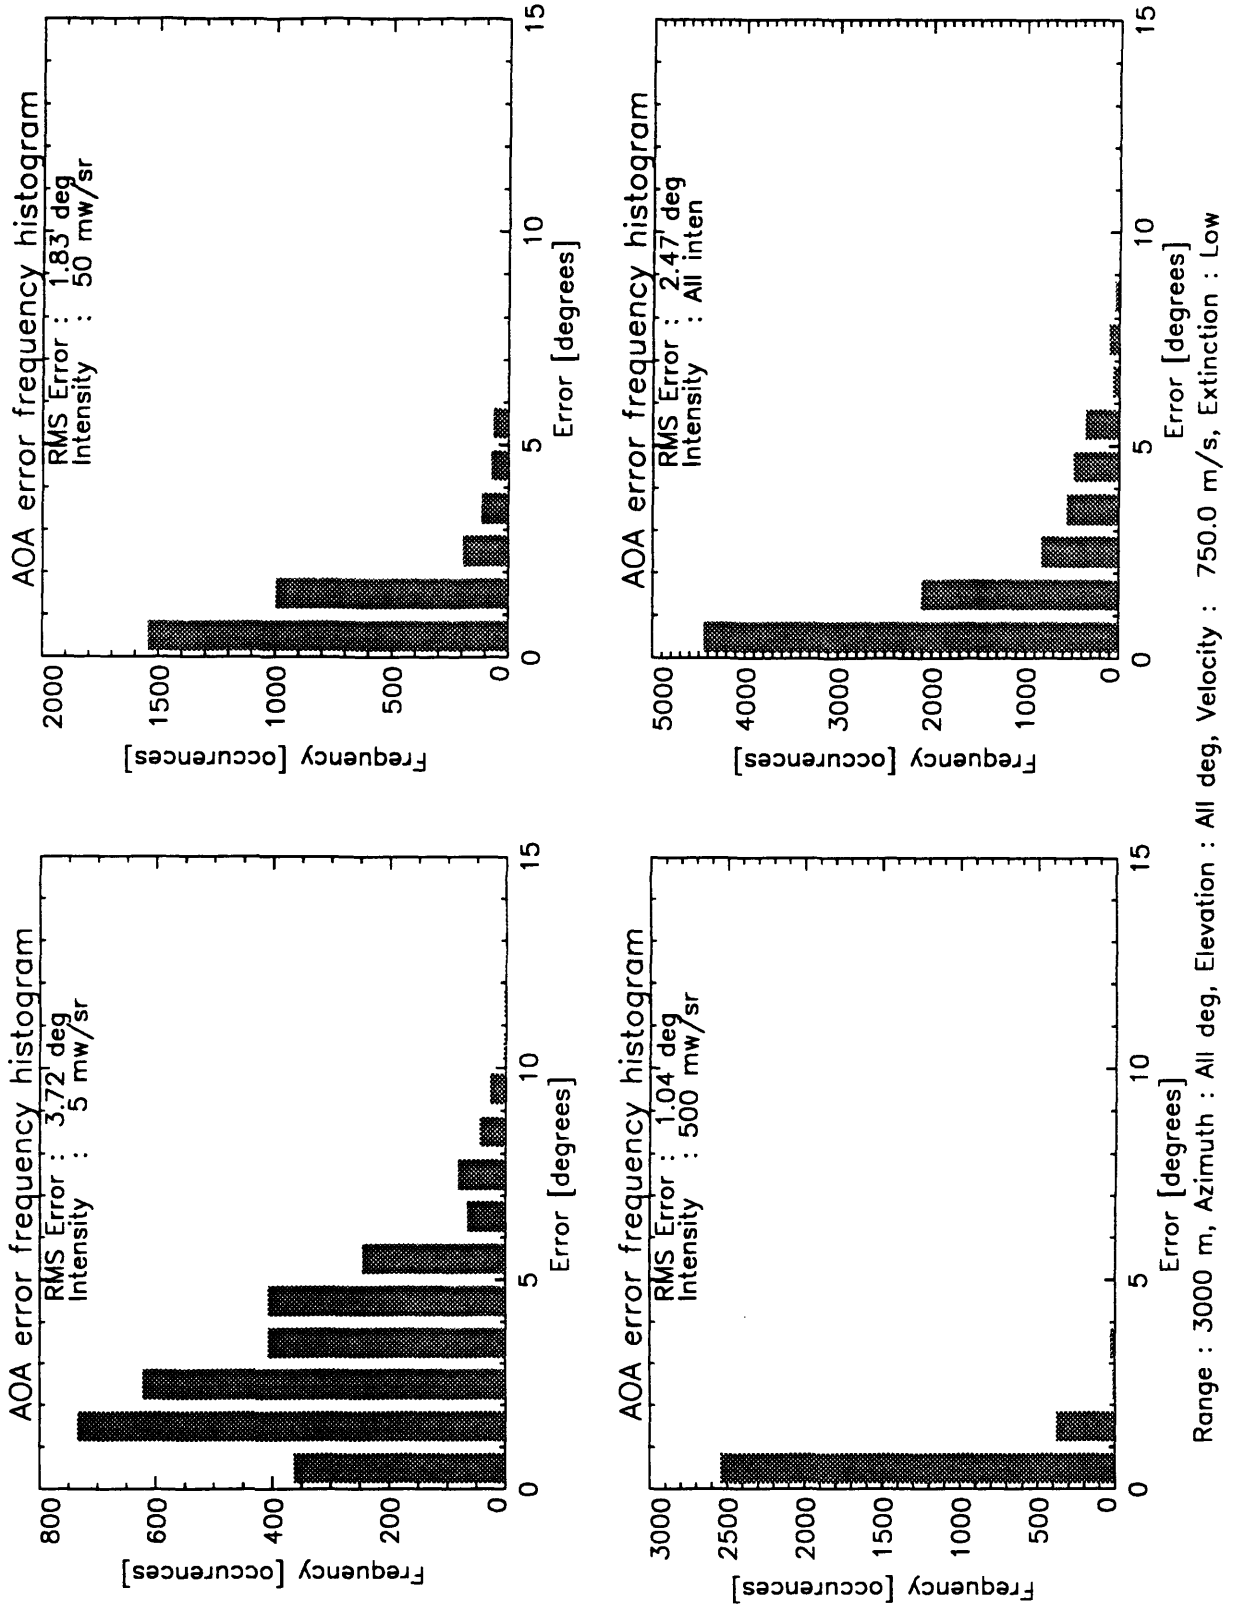 AOA error frequency histogram
RMS Error : 3.72 deg
Intensity : 5 mw/sr
Frequency [occurences]
800
600
400
200
0
0 5 10 15
Error [degrees]
AOA error frequency histogram
RMS Error : 1.83 deg
Intensity : 50 mw/sr
Frequency [occurences]
2000
1500
1000
500
0
0 5 10 15
Error [degrees]
AOA error frequency histogram
RMS Error : 1.04 deg
Intensity : 500 mw/sr
Frequency [occurences]
3000
2500
2000
1500
1000
500
0
0 5 10 15
Error [degrees]
AOA error frequency histogram
RMS Error : 2.47 deg
Intensity : All inten
Frequency [occurences]
5000
4000
3000
2000
1000
0
0 5 10 15
Error [degrees]
Range : 3000 m, Azimuth : All deg, Elevation : All deg, Velocity : 750.0 m/s, Extinction : Low